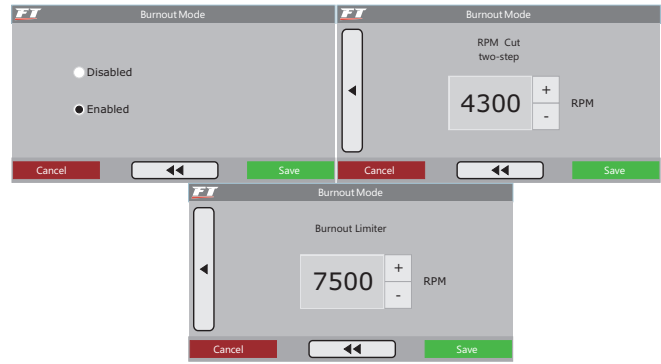 FT Burnout Mode
Disabled
Enabled
Cancel Save
FT Burnout Mode
RPM Cut
two-step
4300 + - RPM
Cancel Save
FT Burnout Mode
Burnout Limiter
7500 + - RPM
Cancel Save